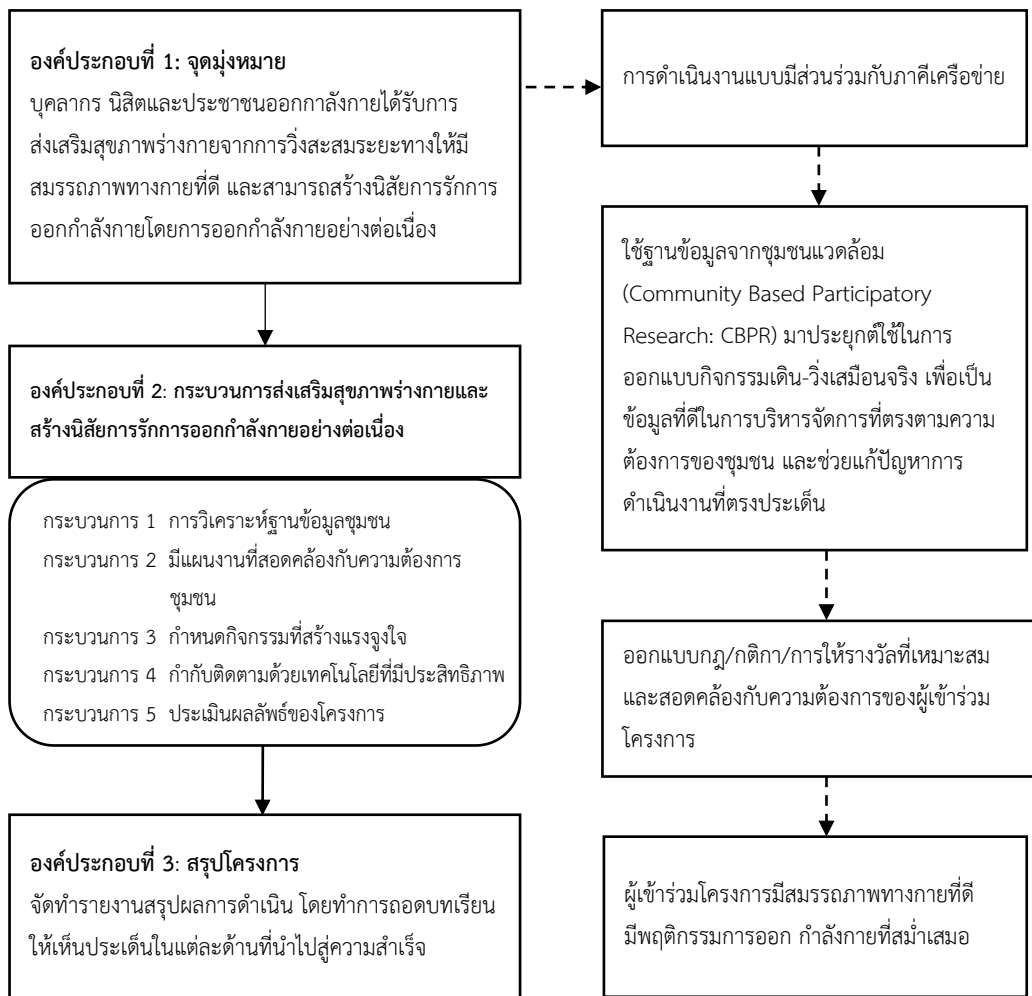 องค์ประกอบที่ 1: จุดมุ่งหมาย
บุคลากร นิสิตและประชาชนออกกาลังกายได้รับการ
ส่งเสริมสุขภาพร่างกายจากการวิ่งสะสมระยะทางให้มี
สมรรถภาพทางกายที่ดี และสามารถสร้างนิสัยการรักการ
ออกกำลังกายโดยการออกกำลังกายอย่างต่อเนื่อง
องค์ประกอบที่ 2: กระบวนการส่งเสริมสุขภาพร่างกายและ
สร้างนิสัยการรักการออกกำลังกายอย่างต่อเนื่อง
กระบวนการ 1 การวิเคราะห์ฐานข้อมูลชุมชน
กระบวนการ 2 มีแผนงานที่สอดคล้องกับความต้องการ
ชุมชน
กระบวนการ 3 กำหนดกิจกรรมที่สร้างแรงจูงใจ
กระบวนการ 4 กำกับติดตามด้วยเทคโนโลยีที่มีประสิทธิภาพ
กระบวนการ 5 ประเมินผลลัพธ์ของโครงการ
องค์ประกอบที่ 3: สรุปโครงการ
จัดทำรายงานสรุปผลการดำเนิน โดยทำการถอดบทเรียน
ให้เห็นประเด็นในแต่ละด้านที่นำไปสู่ความสำเร็จ
การดำเนินงานแบบมีส่วนร่วมกับภาคีเครือข่าย
ใช้ฐานข้อมูลจากชุมชนแวดล้อม
(Community Based Participatory
Research: CBPR) มาประยุกต์ใช้ในการ
ออกแบบกิจกรรมเดิน-วิ่งเสมือนจริง เพื่อเป็น
ข้อมูลที่ดีในการบริหารจัดการที่ตรงตามความ
ต้องการของชุมชน และช่วยแก้ปัญหาการ
ดำเนินงานที่ตรงประเด็น
ออกแบบกฎ/กติกา/การให้รางวัลที่เหมาะสม
และสอดคล้องกับความต้องการของผู้เข้าร่วม
โครงการ
ผู้เข้าร่วมโครงการมีสมรรถภาพทางกายที่ดี
มีพฤติกรรมการออก กำลังกายที่สม่ำเสมอ